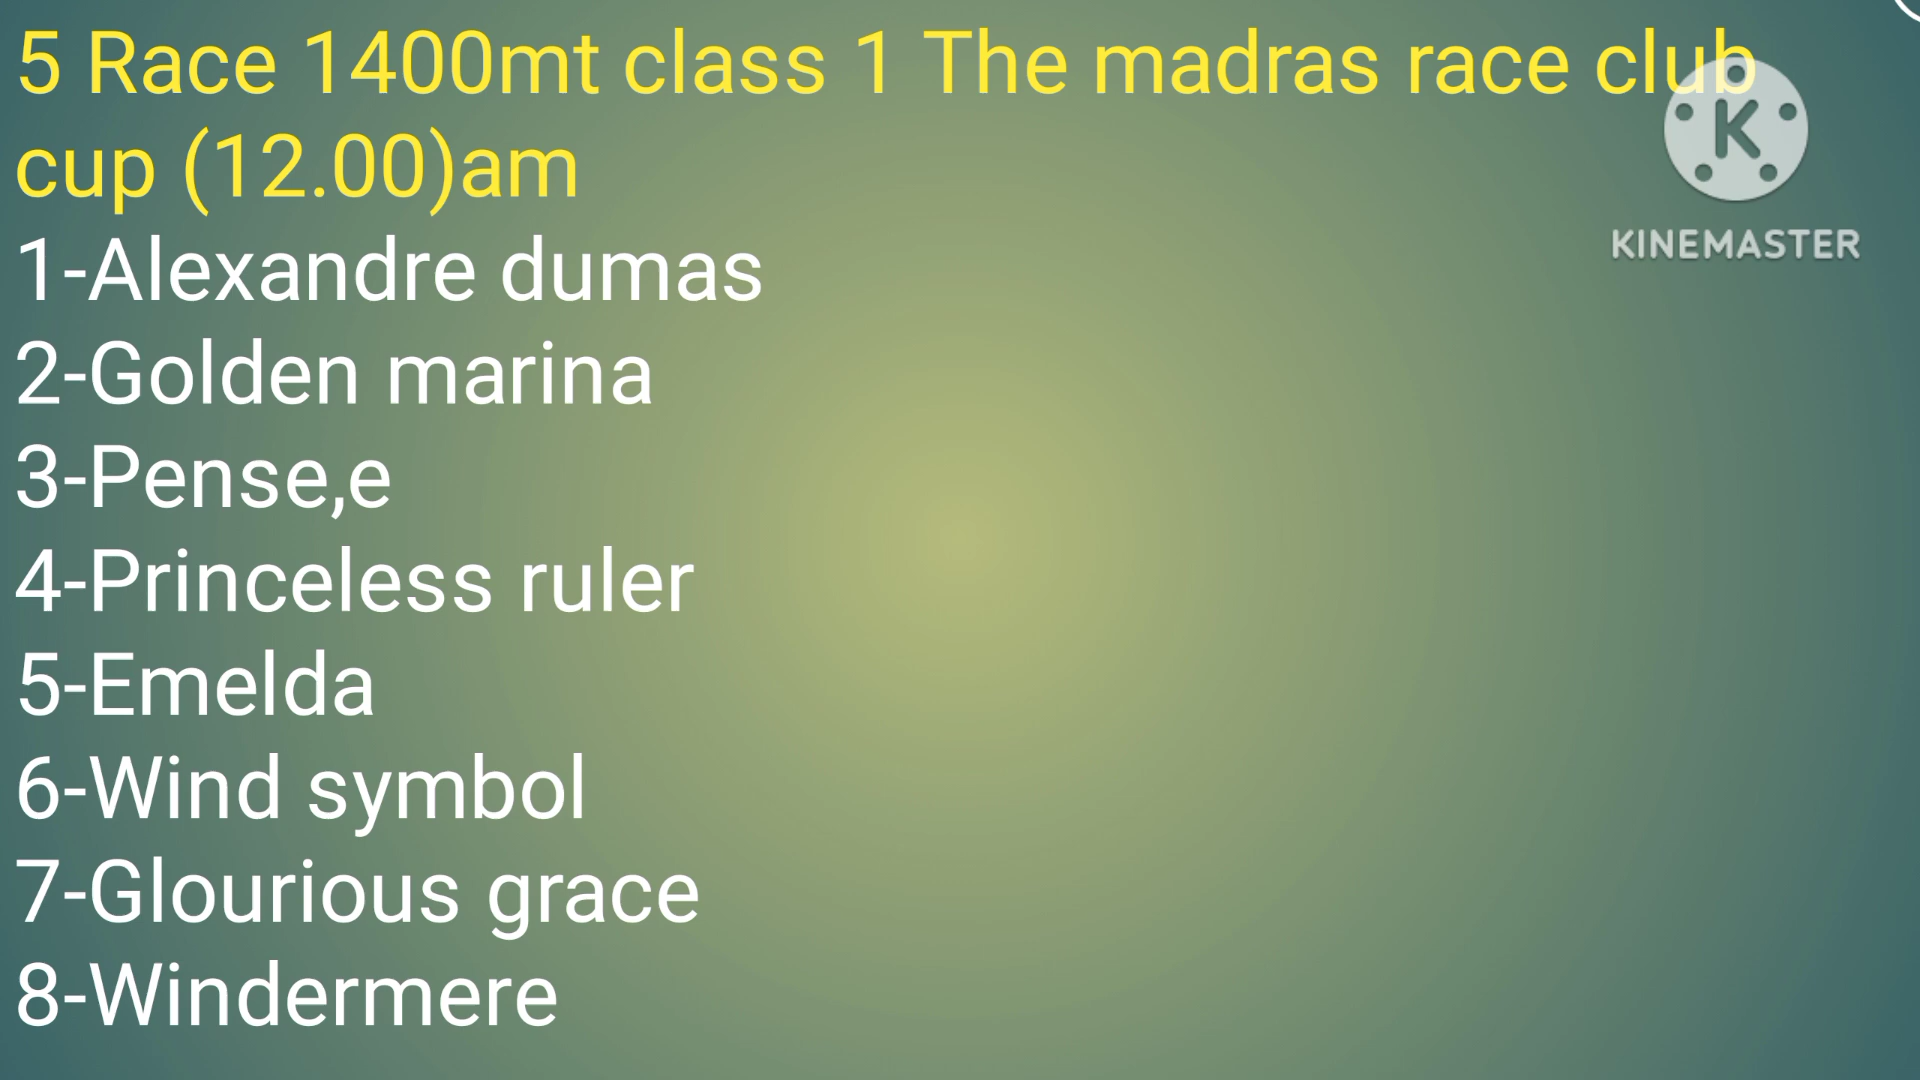 5 Race 1400mt class 1 The madras race club
cup (12.00)am
1-Alexandre dumas
2-Golden marina
3-Pense,e
4-Princeless ruler
5-Emelda
6-Wind symbol
7-Glourious grace
8-Windermere
K
KINEMASTER